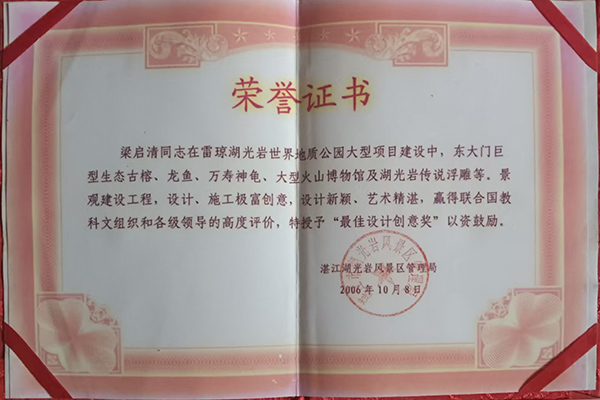 荣誉证书
梁启清同志在雷琼湖光岩世界地质公园大型项目建设中，东大门巨
型生态古榕、龙鱼、万寿神龟、大型火山博物馆及湖光岩传说浮雕等。景
观建设工程，设计、施工极富创意，设计新颖、艺术精湛，赢得联合国教
科文组织和各级领导的高度评价，特授予“最佳设计创意奖”以资鼓励。
湛江湖光岩风景区管理局
2006年10月8日